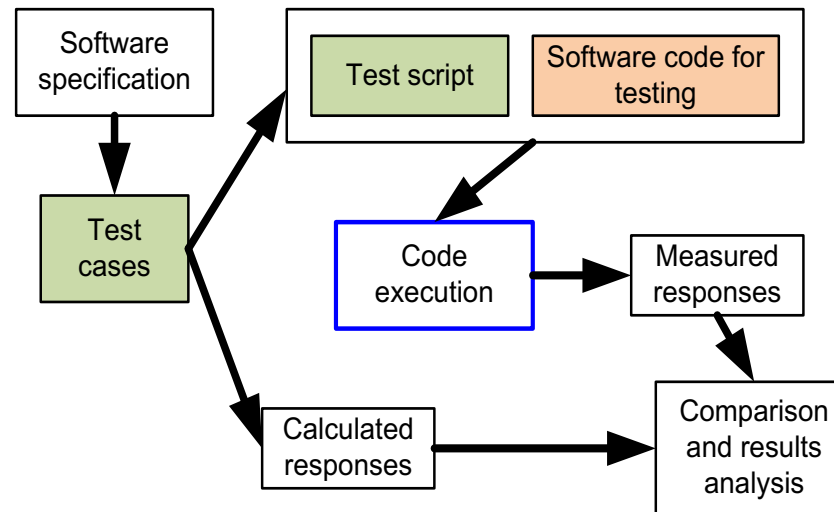 Software
specification
Test script
Software code for
testing
Test
cases
Code
execution
Measured
responses
Calculated
responses
Comparison
and results
analysis